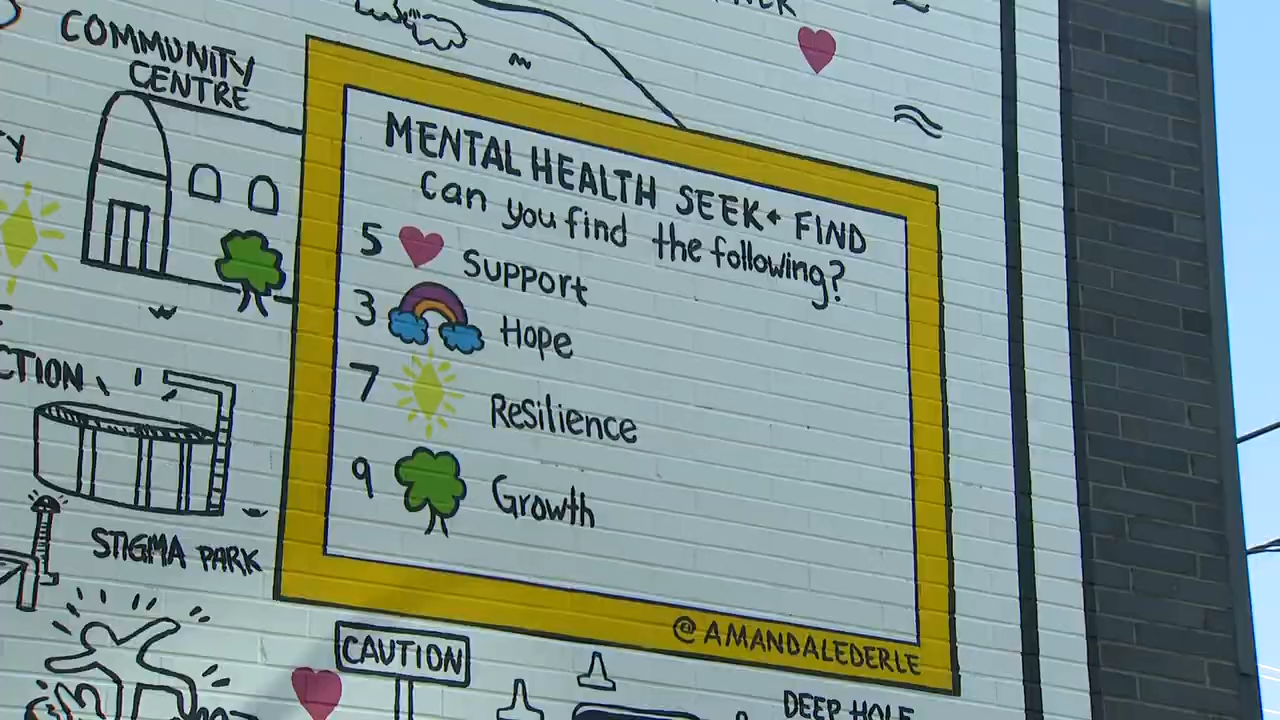 COMMUNITY
CENTRE
MENTAL HEALTH SEEK+ FIND
Can you find the following?
5 Support
3 Hope
7 Resilience
9 Growth
STIGMA PARK
CAUTION
@AMANDALEDERLE
DEEP HOLE